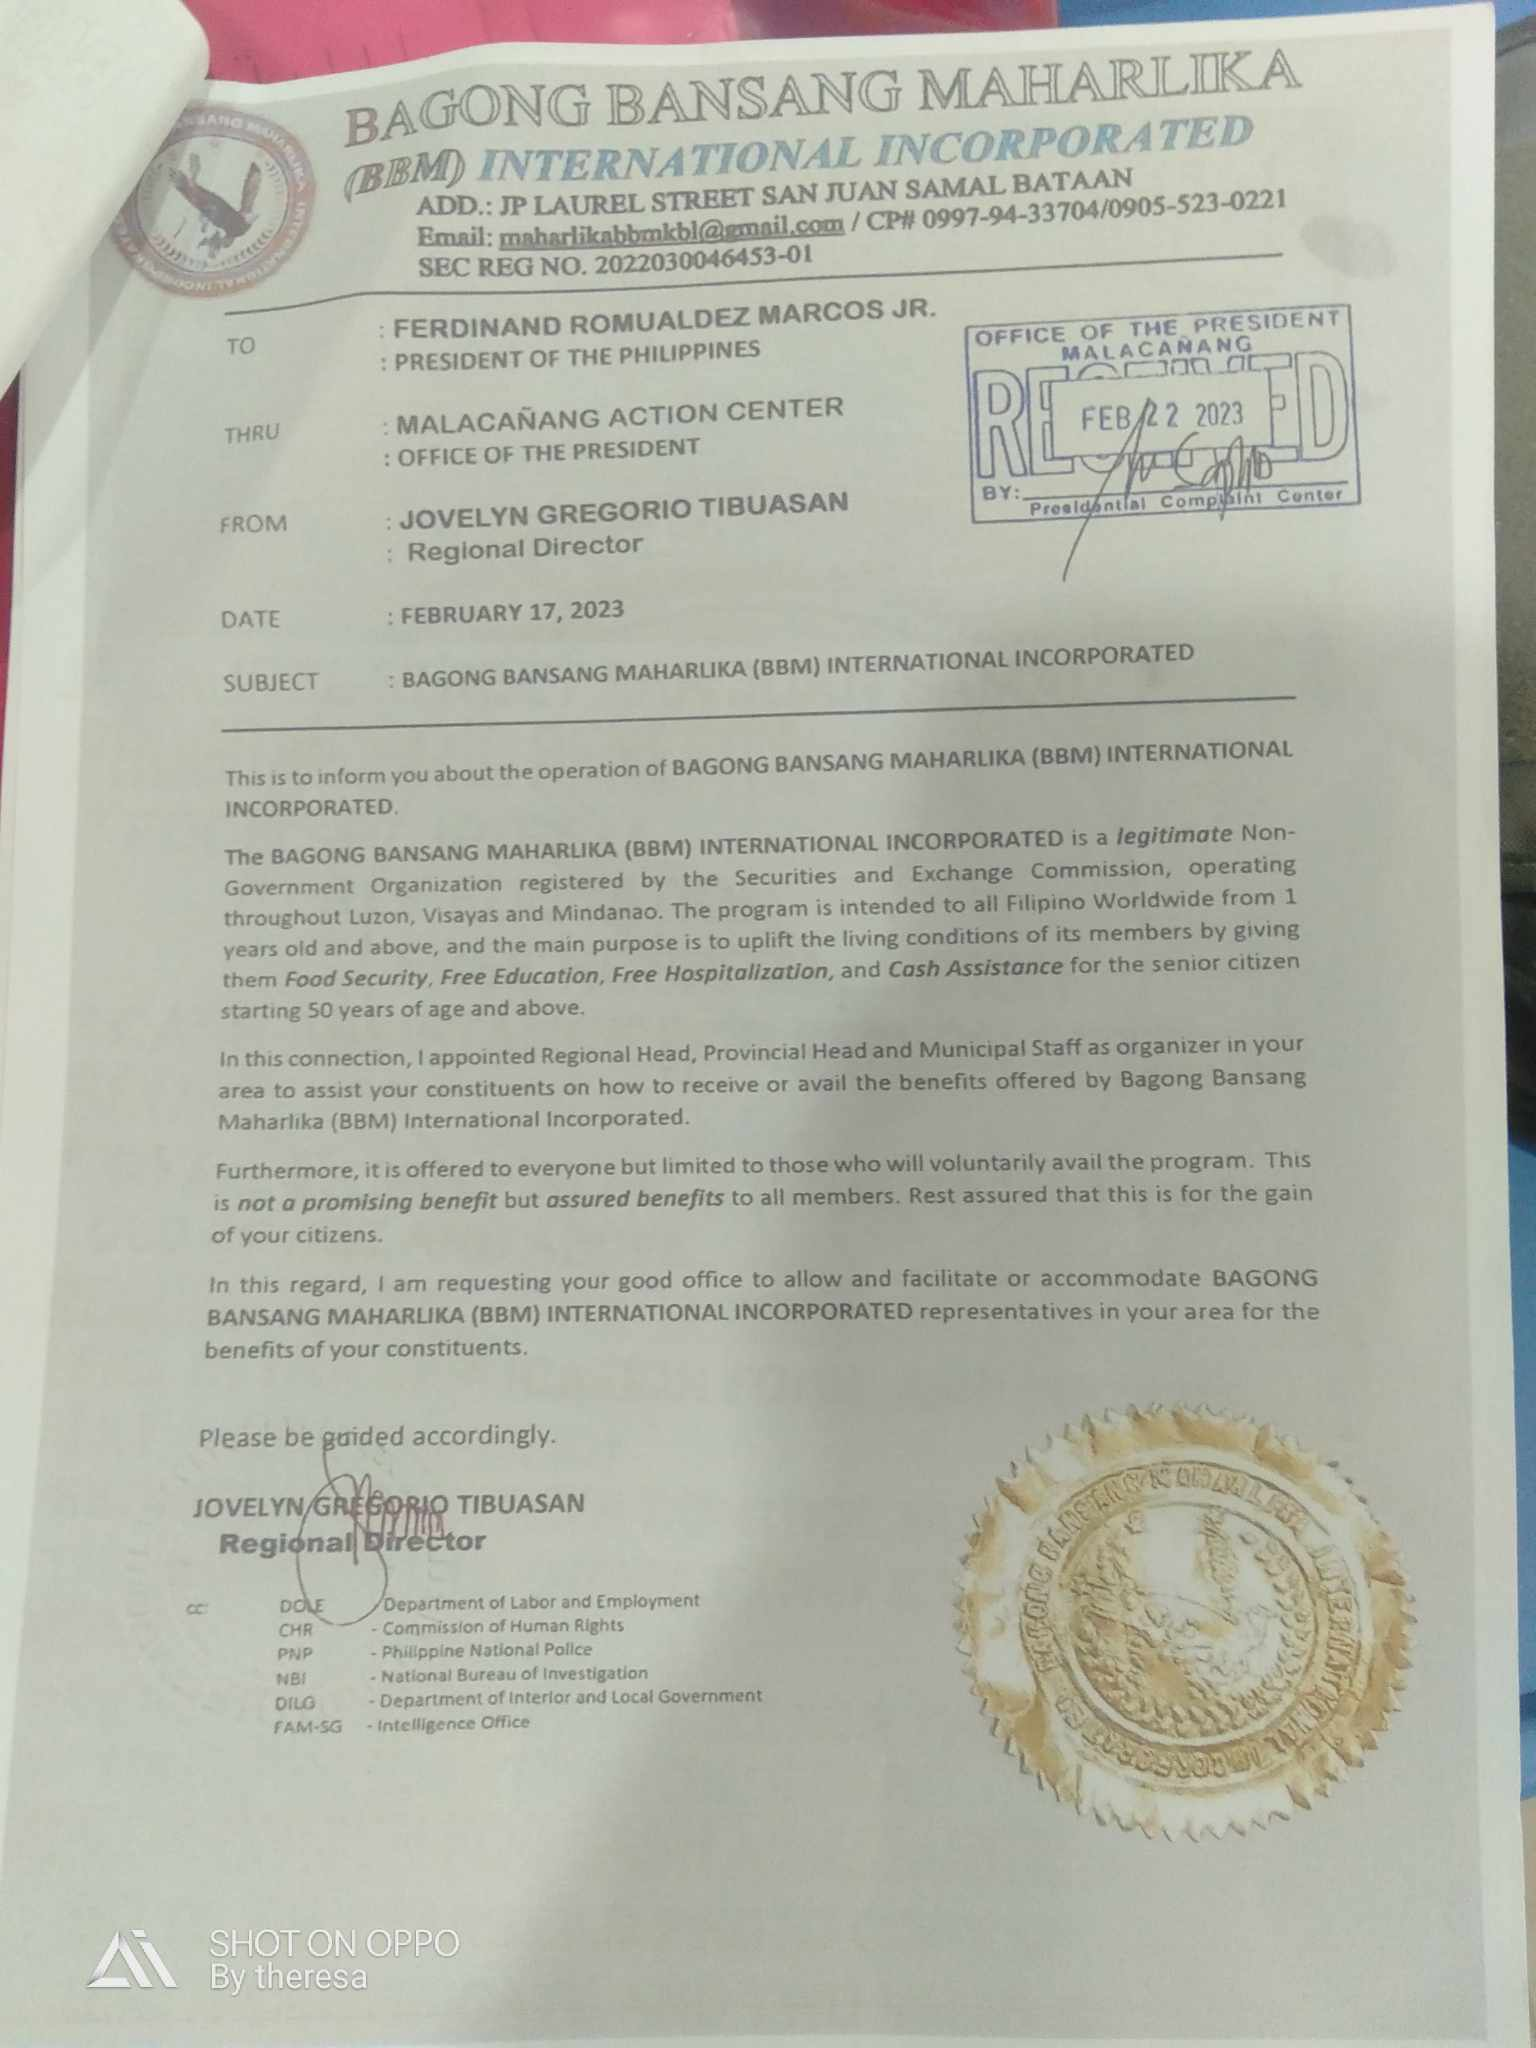 BAGONG BANSANG MAHARLIKA
(BBM) INTERNATIONAL INCORPORATED
ADD.: JP LAUREL STREET SAN JUAN SAMAL BATAAN
Email: maharlikabbmkbl@gmail.com / CP# 0997-94-33704/0905-523-0221
SEC REG NO. 2022030046453-01
TO : FERDINAND ROMUALDEZ MARCOS JR.
: PRESIDENT OF THE PHILIPPINES
OFFICE OF THE PRESIDENT
MALACAÑANG
RECEIVED
FEB 22 2023
BY:
Presidential Complaint Center
THRU : MALACAÑANG ACTION CENTER
: OFFICE OF THE PRESIDENT
FROM : JOVELYN GREGORIO TIBUASAN
: Regional Director
DATE : FEBRUARY 17, 2023
SUBJECT : BAGONG BANSANG MAHARLIKA (BBM) INTERNATIONAL INCORPORATED
This is to inform you about the operation of BAGONG BANSANG MAHARLIKA (BBM) INTERNATIONAL
INCORPORATED.
The BAGONG BANSANG MAHARLIKA (BBM) INTERNATIONAL INCORPORATED is a legitimate Non-
Government Organization registered by the Securities and Exchange Commission, operating
throughout Luzon, Visayas and Mindanao. The program is intended to all Filipino Worldwide from 1
years old and above, and the main purpose is to uplift the living conditions of its members by giving
them Food Security, Free Education, Free Hospitalization, and Cash Assistance for the senior citizen
starting 50 years of age and above.
In this connection, I appointed Regional Head, Provincial Head and Municipal Staff as organizer in your
area to assist your constituents on how to receive or avail the benefits offered by Bagong Bansang
Maharlika (BBM) International Incorporated.
Furthermore, it is offered to everyone but limited to those who will voluntarily avail the program. This
is not a promising benefit but assured benefits to all members. Rest assured that this is for the gain
of your citizens.
In this regard, I am requesting your good office to allow and facilitate or accommodate BAGONG
BANSANG MAHARLIKA (BBM) INTERNATIONAL INCORPORATED representatives in your area for the
benefits of your constituents.
Please be guided accordingly.
JOVELYN GREGORIO TIBUASAN
Regional Director
cc: DOLE - Department of Labor and Employment
CHR - Commission of Human Rights
PNP - Philippine National Police
NBI - National Bureau of Investigation
DILG - Department of Interior and Local Government
FAM-SG - Intelligence Office
BAGONG BANSANG MAHARLIKA INTERNATIONAL INCORPORATED
SHOT ON OPPO
By theresa